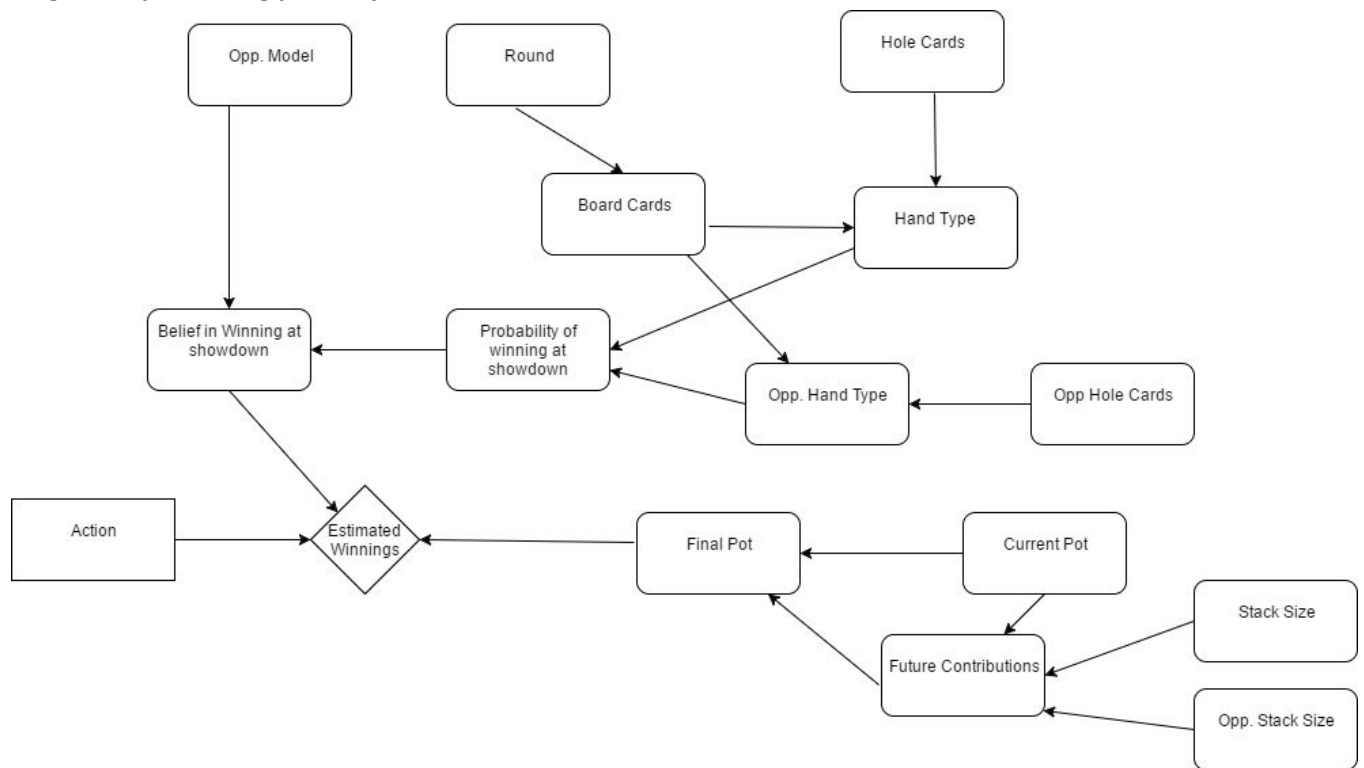 Opp. Model
Round
Hole Cards
Board Cards
Hand Type
Belief in Winning at
showdown
Probability of
winning at
showdown
Opp. Hand Type
Opp Hole Cards
Action
Estimated
Winnings
Final Pot
Current Pot
Stack Size
Future Contributions
Opp. Stack Size